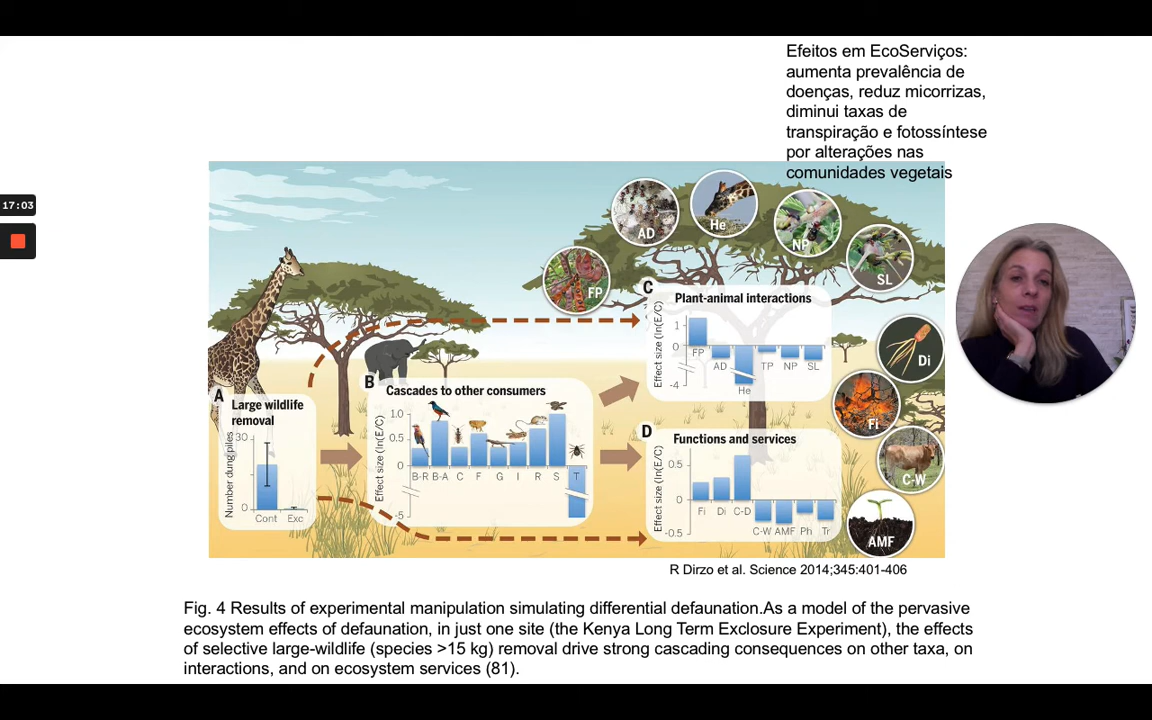 Efeitos em EcoServiços:
aumenta prevalência de
doenças, reduz micorrizas,
diminui taxas de
transpiração e fotossíntese
por alterações nas
comunidades vegetais
17:03
AD
He
NP
SL
FP
Di
Fi
C-W
AMF
A
Large wildlife
removal
Number dung piles
30
0
Cont Exc
B
Cascades to other consumers
Effect size (ln(E/C)
1.0
0.5
0
-5
B-R B-A C F G I R S T
C
Plant-animal interactions
Effect size (ln(E/C)
1
0
-4
FP AD He TP NP SL
D
Functions and services
Effect size (ln(E/C)
0.5
0
-0.5
Fi Di C-D
C-W AMF Ph Tr
R Dirzo et al. Science 2014;345:401-406
Fig. 4 Results of experimental manipulation simulating differential defaunation.As a model of the pervasive
ecosystem effects of defaunation, in just one site (the Kenya Long Term Exclosure Experiment), the effects
of selective large-wildlife (species >15 kg) removal drive strong cascading consequences on other taxa, on
interactions, and on ecosystem services (81).